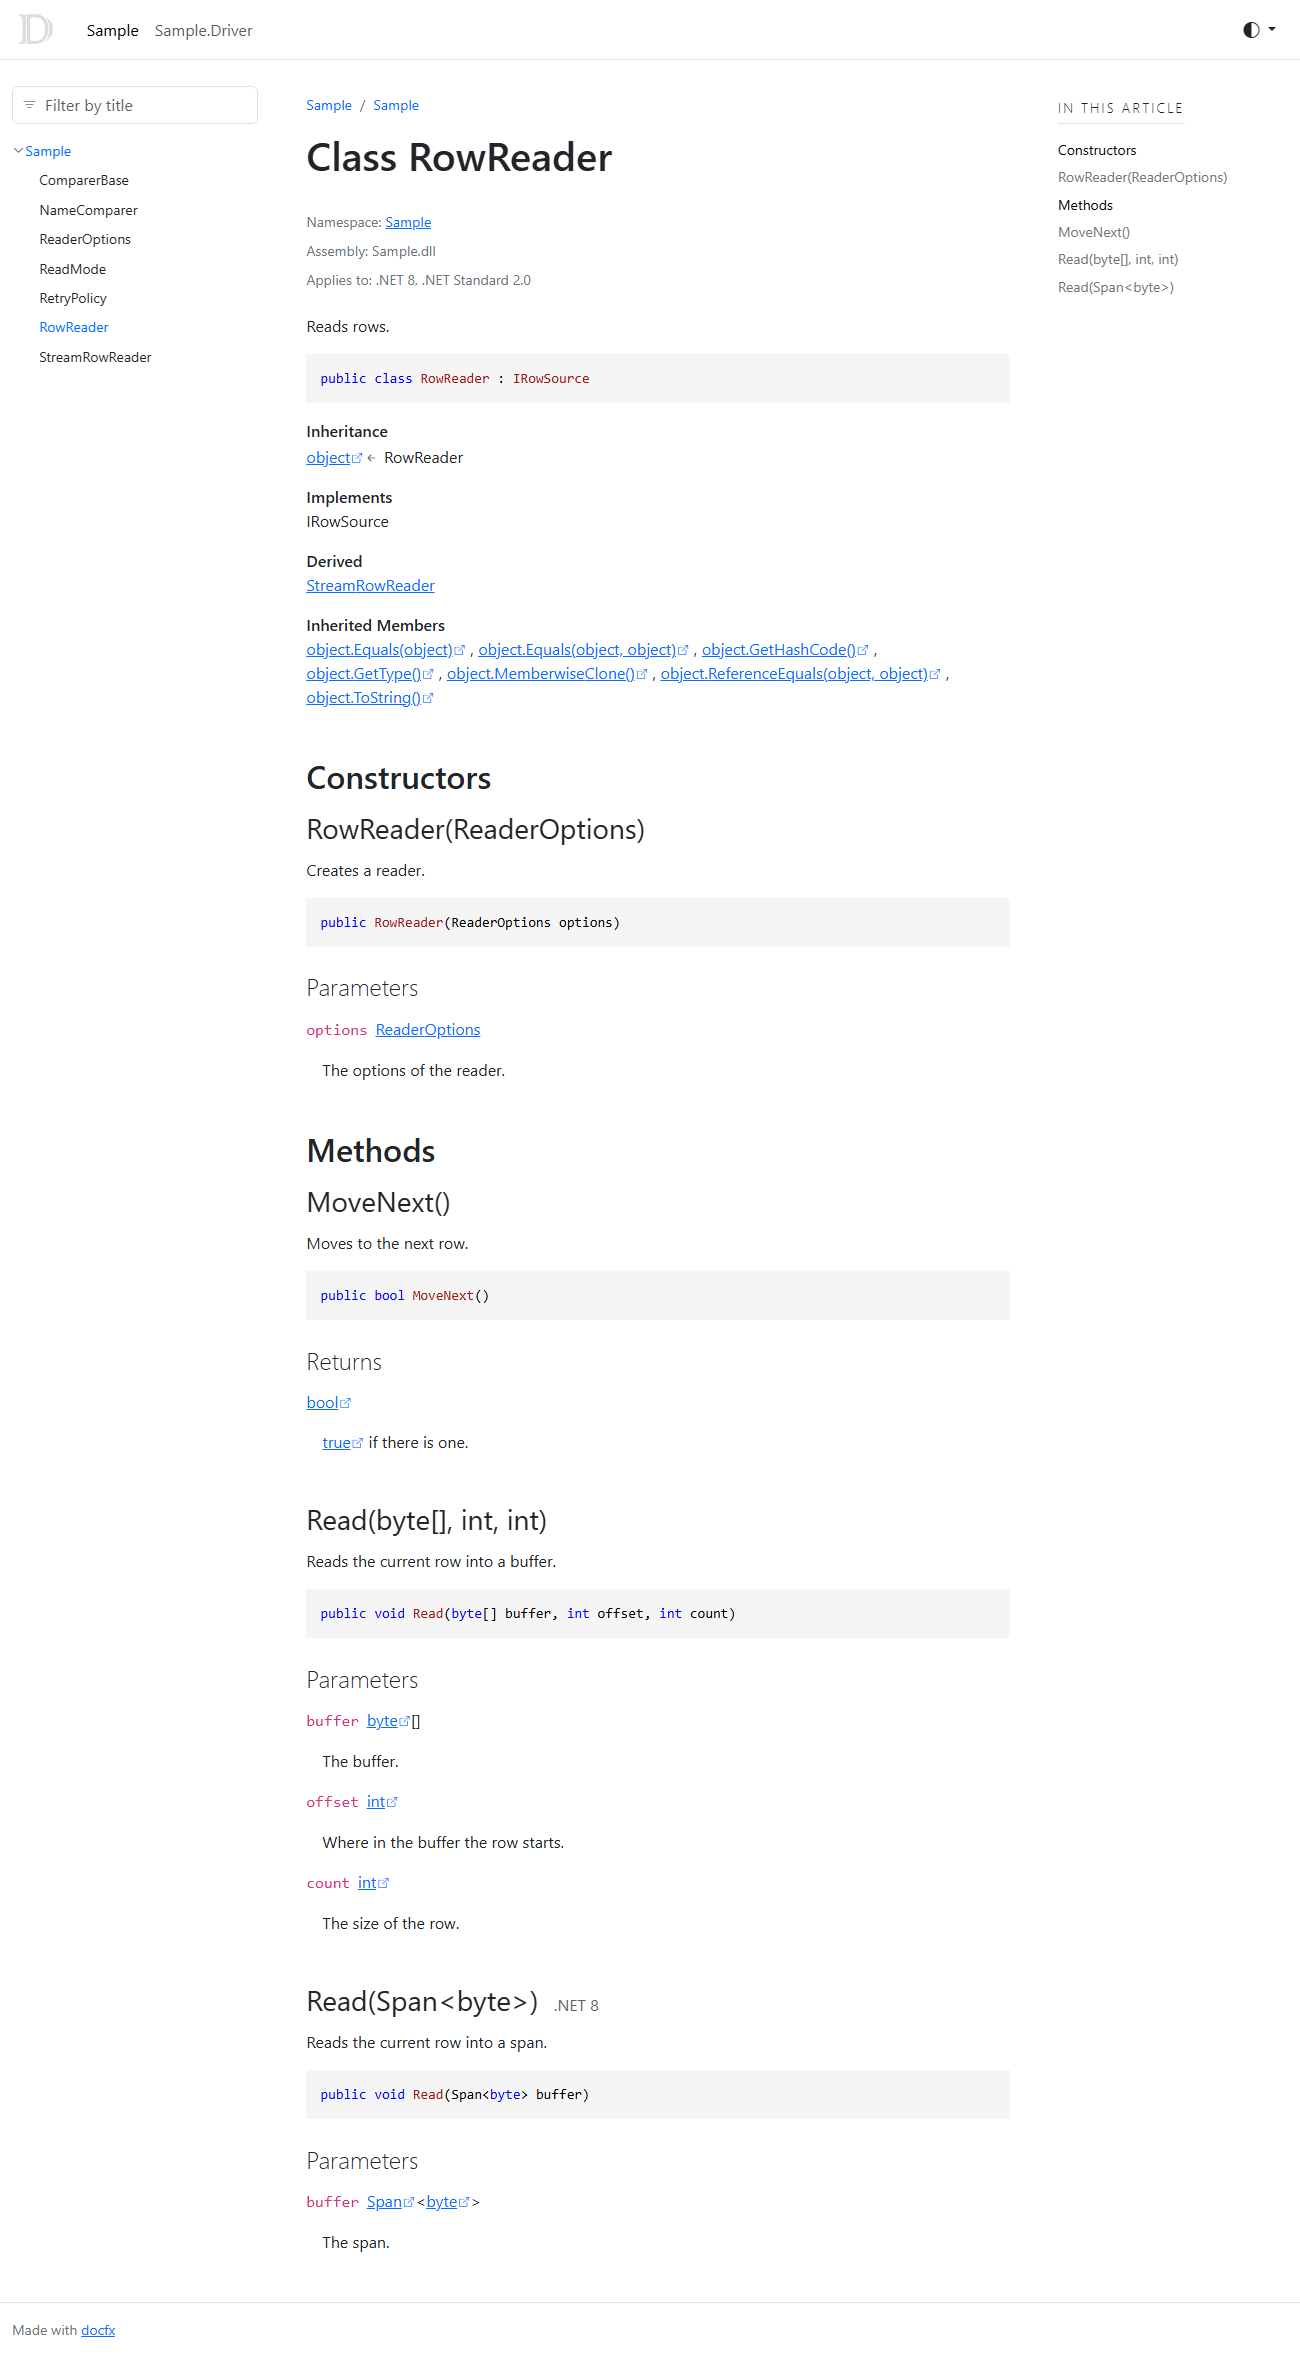 Sample Sample.Driver
Filter by title
Sample
ComparerBase
NameComparer
ReaderOptions
ReadMode
RetryPolicy
RowReader
StreamRowReader
Sample / Sample
Class RowReader
Namespace: Sample
Assembly: Sample.dll
Applies to: .NET 8, .NET Standard 2.0
Reads rows.
public class RowReader : IRowSource
Inheritance
object ← RowReader
Implements
IRowSource
Derived
StreamRowReader
Inherited Members
object.Equals(object) , object.Equals(object, object) , object.GetHashCode() ,
object.GetType() , object.MemberwiseClone() , object.ReferenceEquals(object, object) ,
object.ToString()
Constructors
RowReader(ReaderOptions)
Creates a reader.
public RowReader(ReaderOptions options)
Parameters
options ReaderOptions
The options of the reader.
Methods
MoveNext()
Moves to the next row.
public bool MoveNext()
Returns
bool
true if there is one.
Read(byte[], int, int)
Reads the current row into a buffer.
public void Read(byte[] buffer, int offset, int count)
Parameters
buffer byte[]
The buffer.
offset int
Where in the buffer the row starts.
count int
The size of the row.
Read(Span<byte>) .NET 8
Reads the current row into a span.
public void Read(Span<byte> buffer)
Parameters
buffer Span<byte>
The span.
IN THIS ARTICLE
Constructors
RowReader(ReaderOptions)
Methods
MoveNext()
Read(byte[], int, int)
Read(Span<byte>)
Made with docfx